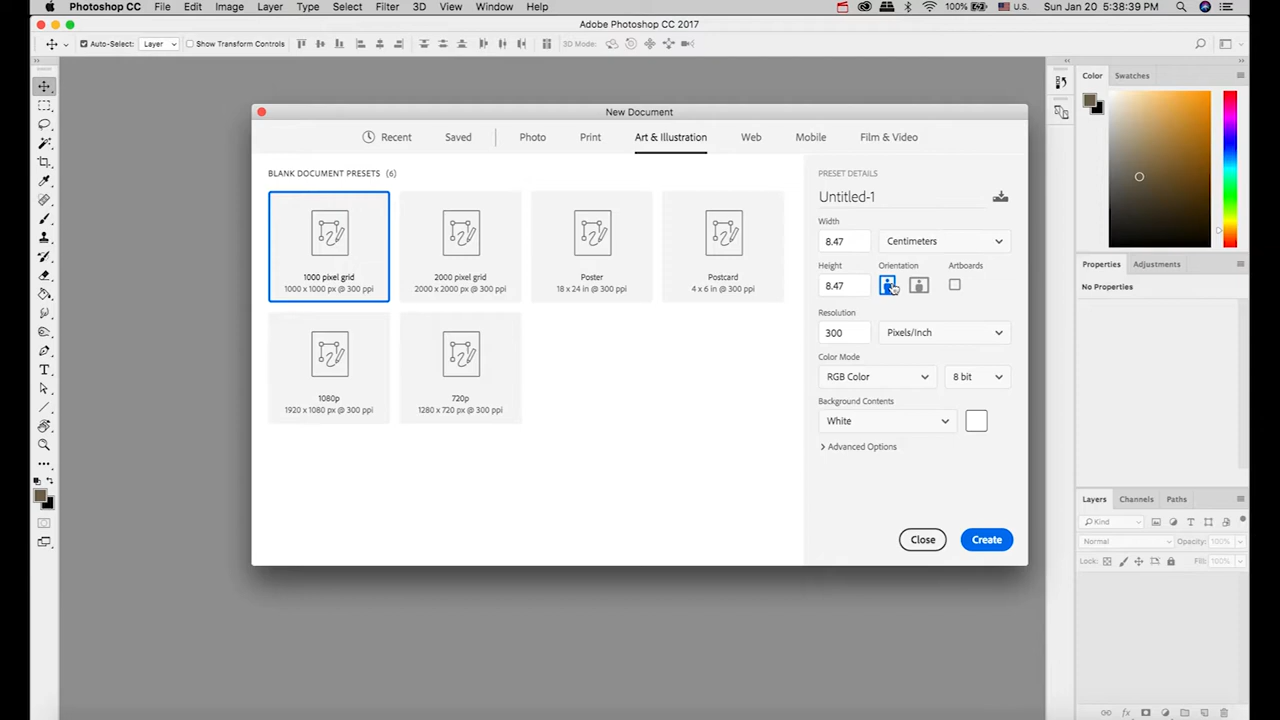 Photoshop CC File Edit Image Layer Type Select Filter 3D View Window Help 100% U.S. Sun Jan 20 5:38:39 PM
Adobe Photoshop CC 2017
Auto-Select: Layer Show Transform Controls 3D Mode:
Color Swatches
New Document
Recent Saved Photo Print Art & Illustration Web Mobile Film & Video
BLANK DOCUMENT PRESETS (6)
1000 pixel grid
1000 x 1000 px @ 300 ppi
2000 pixel grid
2000 x 2000 px @ 300 ppi
Poster
18 x 24 in @ 300 ppi
Postcard
4 x 6 in @ 300 ppi
1080p
1920 x 1080 px @ 300 ppi
720p
1280 x 720 px @ 300 ppi
PRESET DETAILS
Untitled-1
Width
8.47 Centimeters
Height Orientation Artboards
8.47
Resolution
300 Pixels/Inch
Color Mode
RGB Color 8 bit
Background Contents
White
Advanced Options
Close Create
Properties Adjustments
No Properties
Layers Channels Paths
Kind
Normal Opacity: 100%
Lock: Fill: 100%